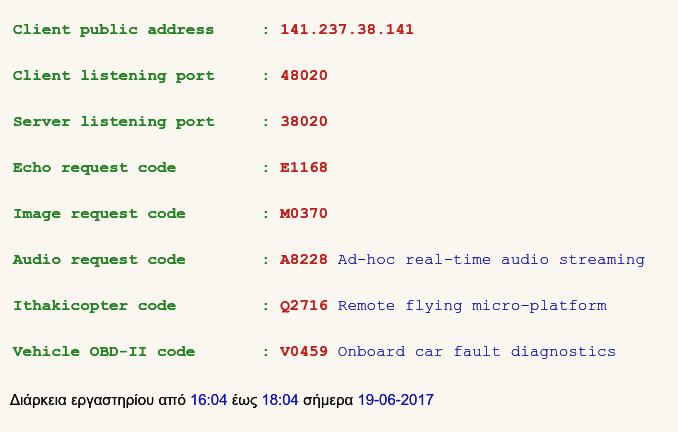 Client public address : 141.237.38.141
Client listening port : 48020
Server listening port : 38020
Echo request code : E1168
Image request code : M0370
Audio request code : A8228 Ad-hoc real-time audio streaming
Ithakicopter code : Q2716 Remote flying micro-platform
Vehicle OBD-II code : V0459 Onboard car fault diagnostics
Διάρκεια εργαστηρίου από 16:04 έως 18:04 σήμερα 19-06-2017